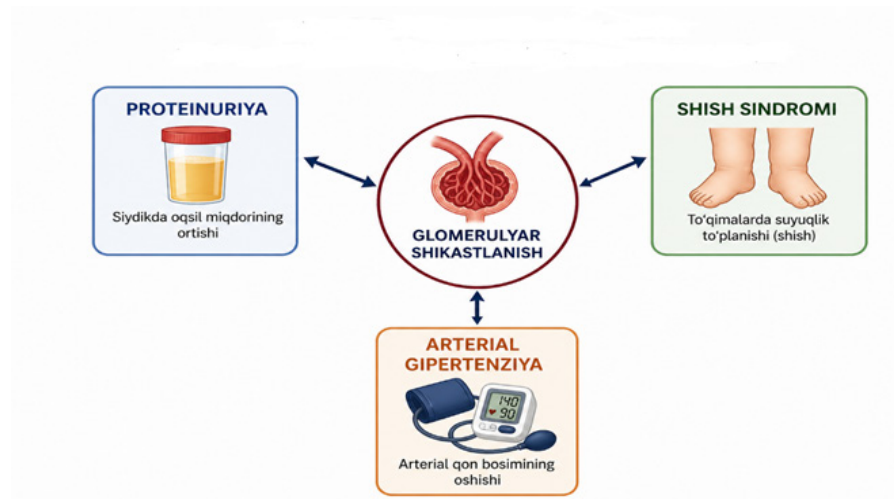 PROTEINURIYA
Siydikda oqsil miqdorining
ortishi
GLOMERULYAR
SHIKASTLANISH
SHISH SINDROMI
To‘qimalarda suyuqlik
to‘planishi (shish)
ARTERIAL
GIPERTENZIYA
140
90
Arterial qon bosimining
oshishi